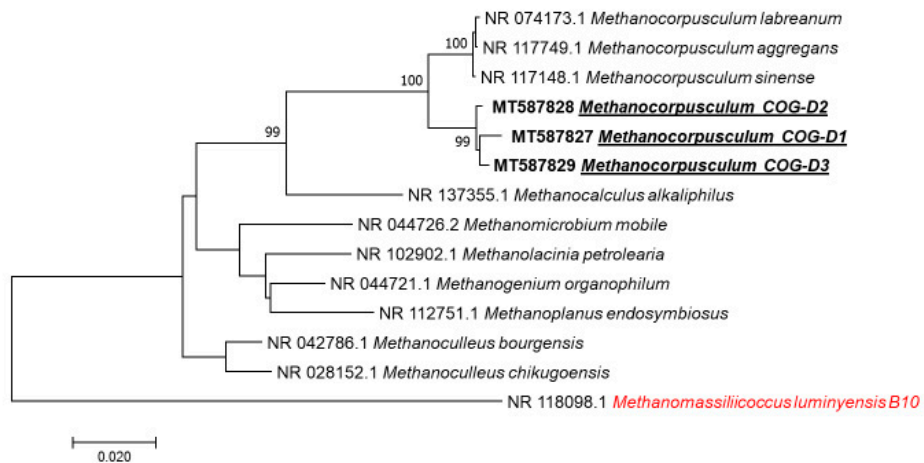 NR 074173.1 Methanocorpusculum labreanum
100
NR 117749.1 Methanocorpusculum aggregans
100
NR 117148.1 Methanocorpusculum sinense
MT587828 Methanocorpusculum COG-D2
99
MT587827 Methanocorpusculum COG-D1
99
MT587829 Methanocorpusculum COG-D3
NR 137355.1 Methanocalculus alkaliphilus
NR 044726.2 Methanomicrobium mobile
NR 102902.1 Methanolacinia petrolearia
NR 044721.1 Methanogenium organophilum
NR 112751.1 Methanoplanus endosymbiosus
NR 042786.1 Methanoculleus bourgensis
NR 028152.1 Methanoculleus chikugoensis
NR 118098.1 Methanomassiliicoccus luminyensis B10
0.020